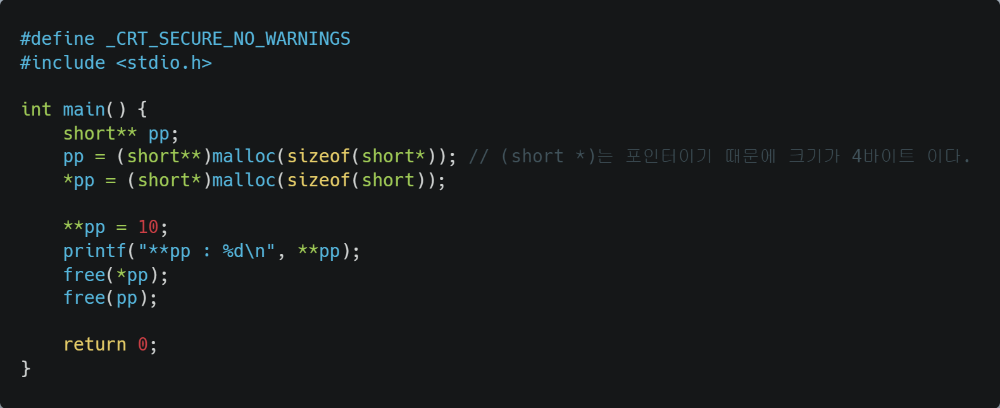 #define _CRT_SECURE_NO_WARNINGS
#include <stdio.h>
int main() {
short** pp;
pp = (short**)malloc(sizeof(short*)); // (short *)는 포인터이기 때문에 크기가 4바이트 이다.
*pp = (short*)malloc(sizeof(short));
**pp = 10;
printf("**pp : %d\n", **pp);
free(*pp);
free(pp);
return 0;
}